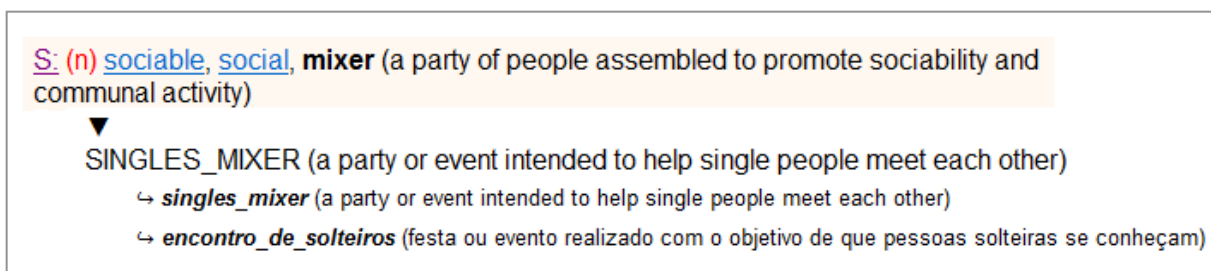 S: (n) sociable, social, mixer (a party of people assembled to promote sociability and
communal activity)
▼
SINGLES_MIXER (a party or event intended to help single people meet each other)
↪ singles_mixer (a party or event intended to help single people meet each other)
↪ encontro_de_solteiros (festa ou evento realizado com o objetivo de que pessoas solteiras se conheçam)